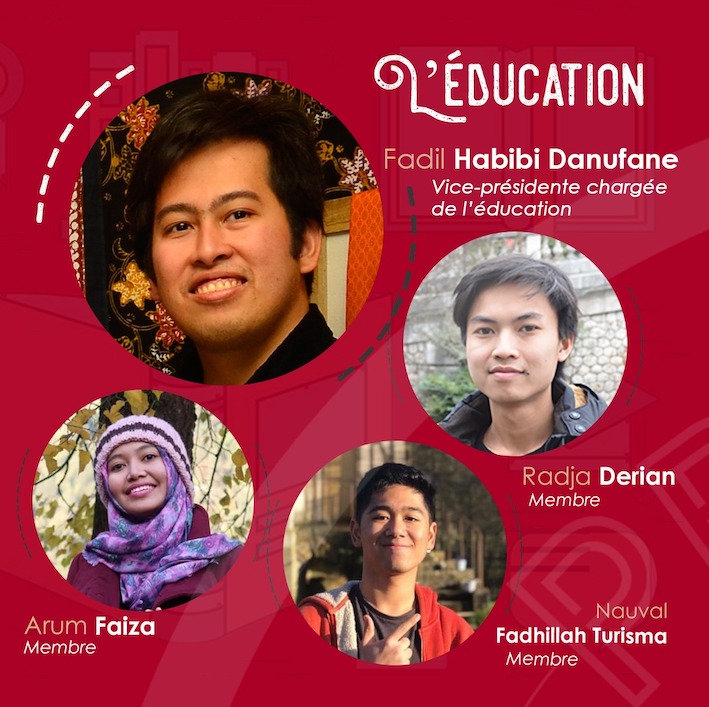 L'ÉDUCATION
Fadil Habibi Danufane
Vice-présidente chargée
de l'éducation
Radja Derian
Membre
Arum Faiza
Membre
Nauval
Fadhillah Turisma
Membre